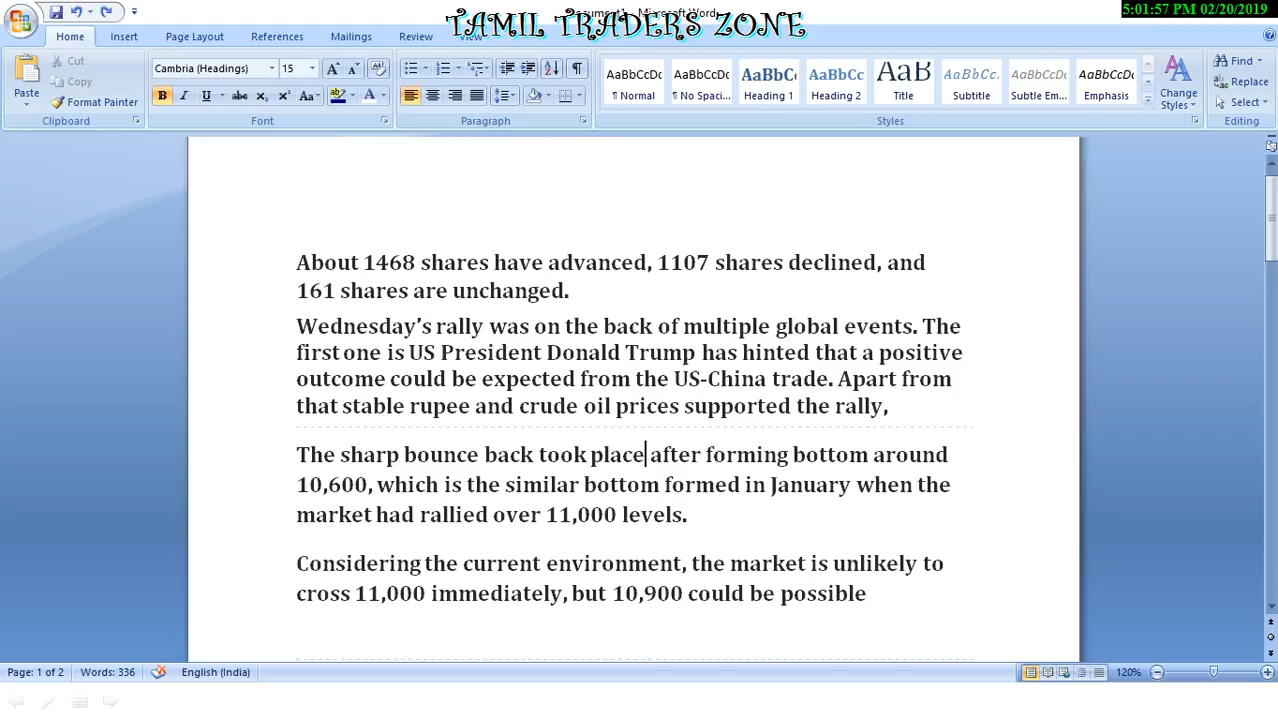 Document1 - Microsoft Word
TAMIL TRADERS ZONE
5:01:57 PM 02/20/2019
Home Insert Page Layout References Mailings Review View
Paste
Cut
Copy
Format Painter
Clipboard
Cambria (Headings) 15
Font
Paragraph
AaBbCcDc AaBbCcDc AaBbC AaBbCc AaB AaBbCc. AaBbCcDc AaBbCcDc
¶ Normal ¶ No Spaci... Heading 1 Heading 2 Title Subtitle Subtle Em... Emphasis
Change Styles
Styles
Find
Replace
Select
Editing
About 1468 shares have advanced, 1107 shares declined, and
161 shares are unchanged.
Wednesday’s rally was on the back of multiple global events. The
first one is US President Donald Trump has hinted that a positive
outcome could be expected from the US-China trade. Apart from
that stable rupee and crude oil prices supported the rally,
The sharp bounce back took place after forming bottom around
10,600, which is the similar bottom formed in January when the
market had rallied over 11,000 levels.
Considering the current environment, the market is unlikely to
cross 11,000 immediately, but 10,900 could be possible
Page: 1 of 2 Words: 336 English (India) 120%